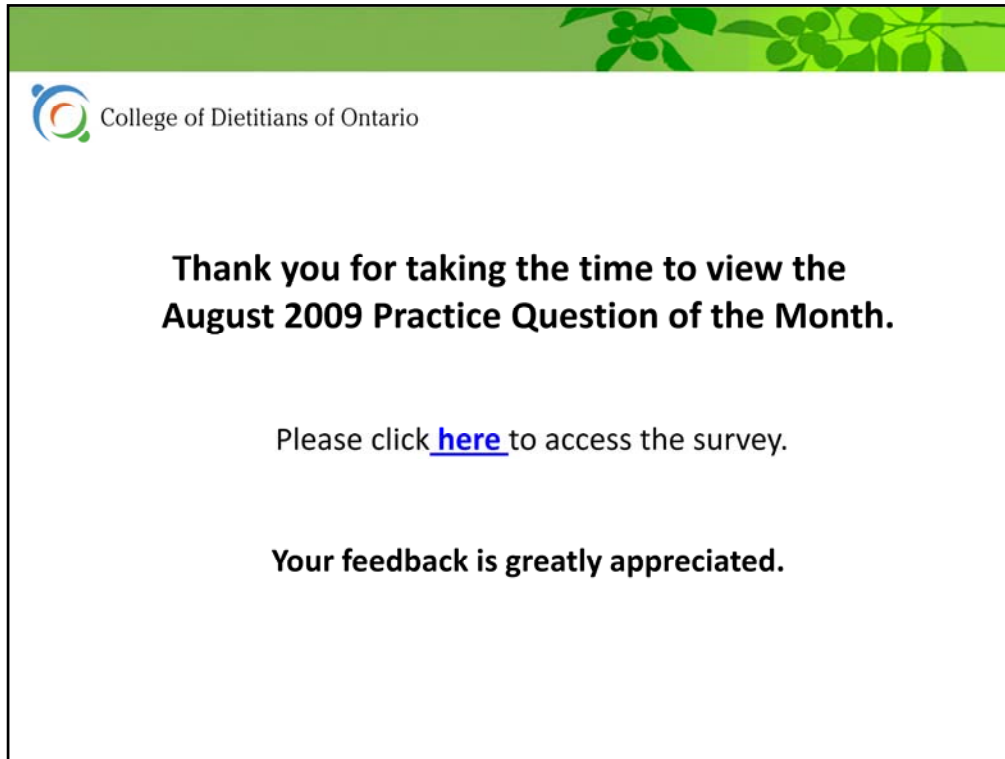 College of Dietitians of Ontario
Thank you for taking the time to view the
August 2009 Practice Question of the Month.
Please click here to access the survey.
Your feedback is greatly appreciated.